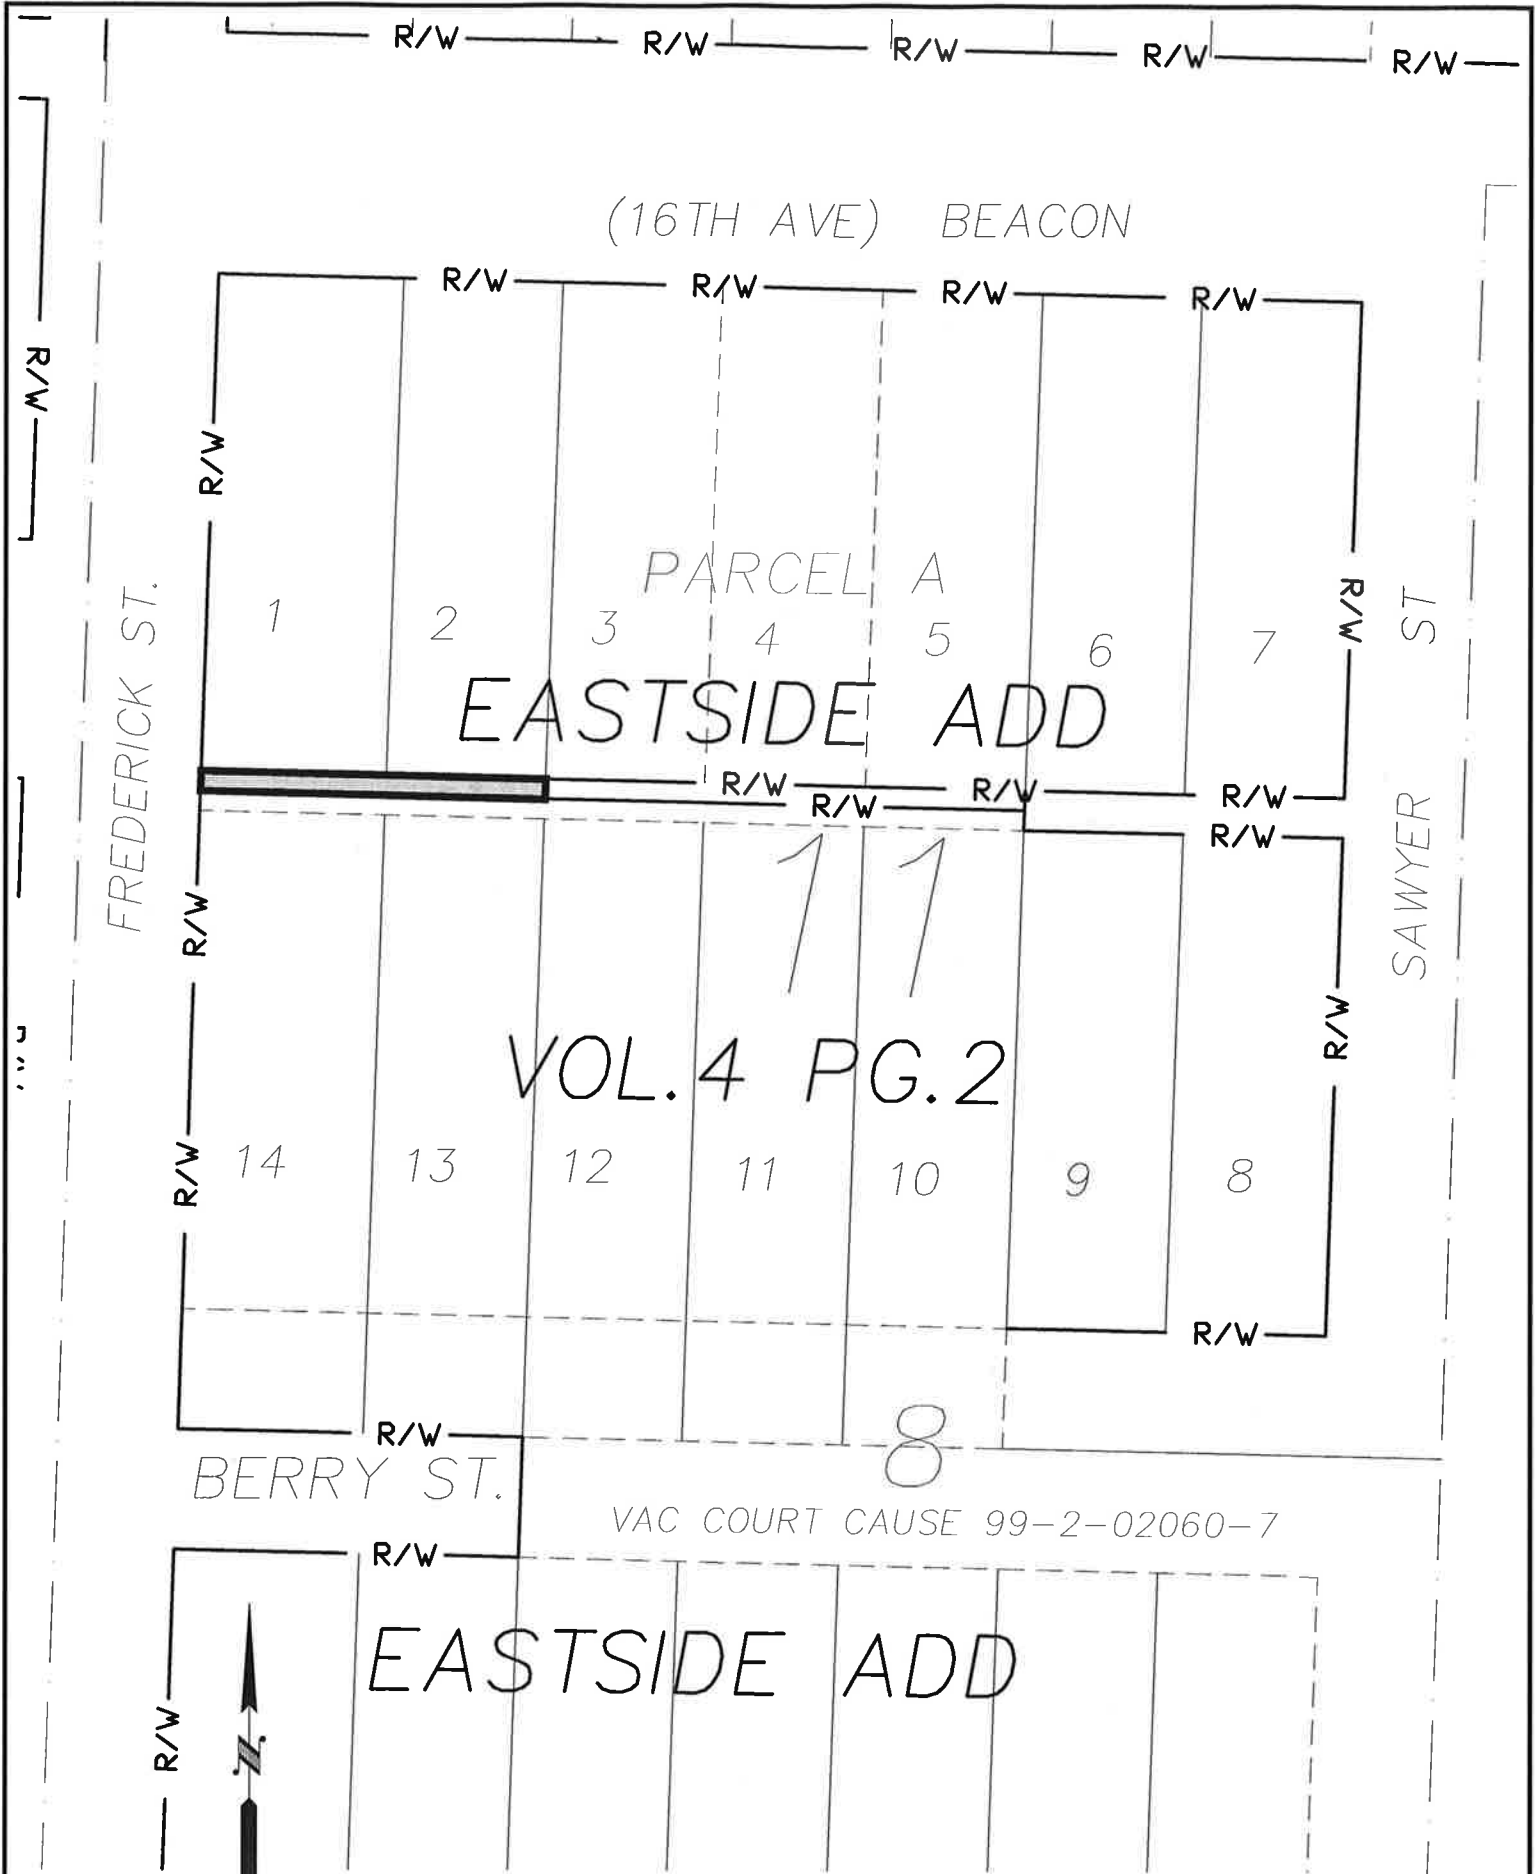 R/W R/W R/W R/W R/W
(16TH AVE) BEACON
R/W R/W R/W R/W
R/W
R/W
PARCEL A
R/W
FREDERICK ST.
SAWYER ST
1 2 3 4 5 6 7
EASTSIDE ADD
R/W R/W R/W
R/W R/W
11
R/W
R/W
VOL. 4 PG. 2
R/W
14 13 12 11 10 9 8
R/W
R/W
8
BERRY ST.
VAC COURT CAUSE 99-2-02060-7
R/W
EASTSIDE ADD
R/W
N